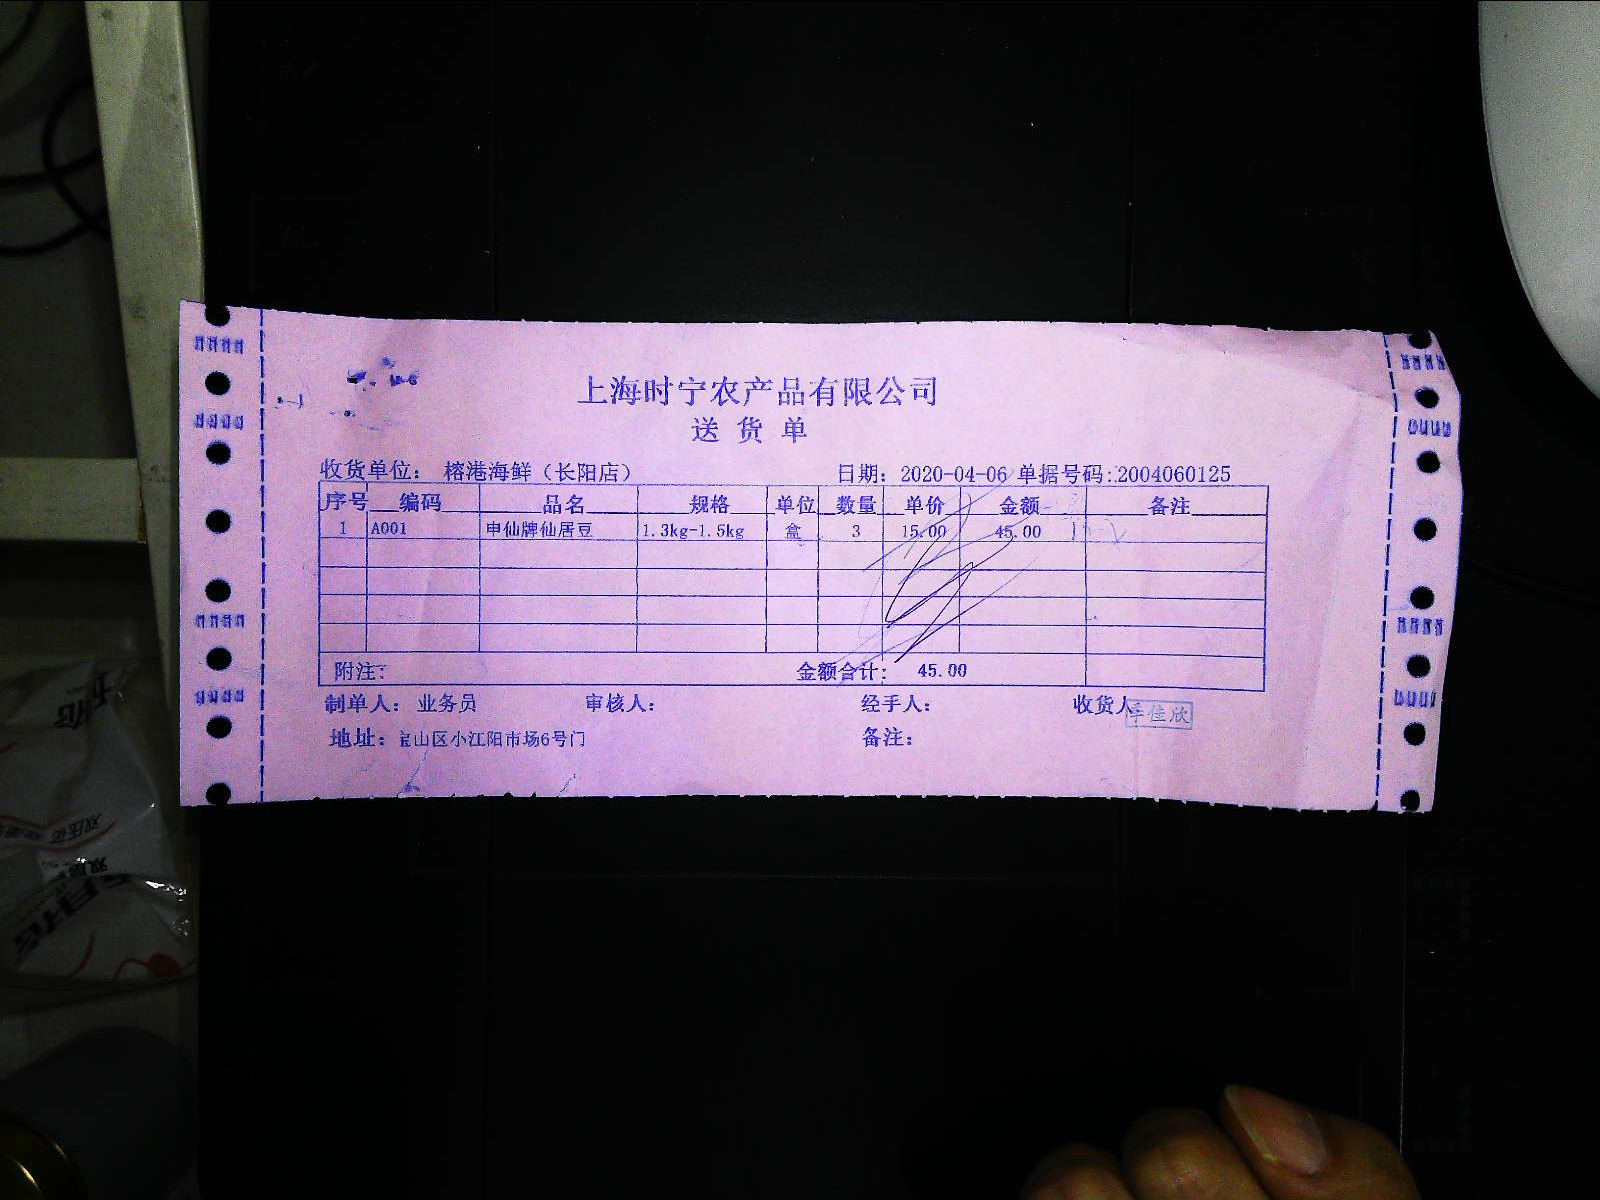 上海时宁农产品有限公司
送货单
收货单位： 榕港海鲜（长阳店） 日期：2020-04-06 单据号码：2004060125
序号 编码 品名 规格 单位 数量 单价 金额 备注
1 A001 申仙牌仙居豆 1.3kg-1.5kg 盒 3 15.00 45.00
附注： 金额合计： 45.00
制单人：业务员 审核人： 经手人： 收货人 佳欣
地址：宝山区小江阳市场6号门 备注：